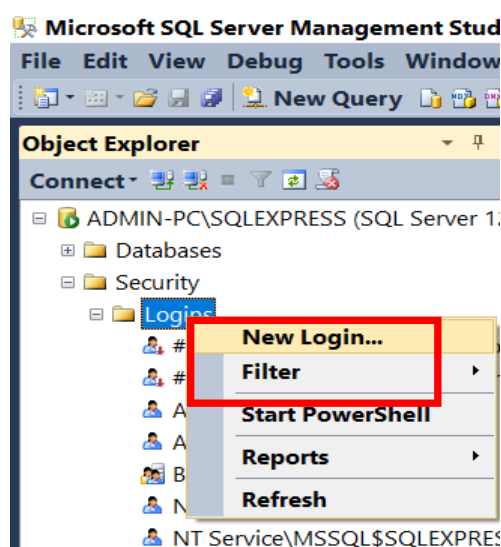 Microsoft SQL Server Management Stud
File Edit View Debug Tools Window
New Query
Object Explorer
Connect
ADMIN-PC\SQLEXPRESS (SQL Server 12
Databases
Security
Logins
New Login...
#
Filter
#
A
Start PowerShell
A
Reports
B
Refresh
N
NT Service\MSSQL$SQLEXPRES